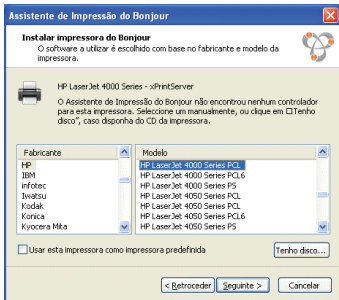 Assistente de Impressão do Bonjour
Instalar impressora do Bonjour
O software a utilizar é escolhido com base no fabricante e modelo da
impressora.
HP LaserJet 4000 Series - xPrintServer
O Assistente de Impressão do Bonjour não encontrou nenhum controlador
para esta impressora. Seleccione um manualmente, ou clique em □Tenho
disco", caso disponha do CD da impressora.
Fabricante
HP
IBM
infotec
Iwatsu
Kodak
Konica
Kyocera Mita
Modelo
HP LaserJet 4000 Series PCL
HP LaserJet 4000 Series PCL6
HP LaserJet 4000 Series PS
HP LaserJet 4050 Series PCL
HP LaserJet 4050 Series PCL6
HP LaserJet 4050 Series PS
Usar esta impressora como impressora predefinida
Tenho disco...
< Retroceder
Seguinte >
Cancelar